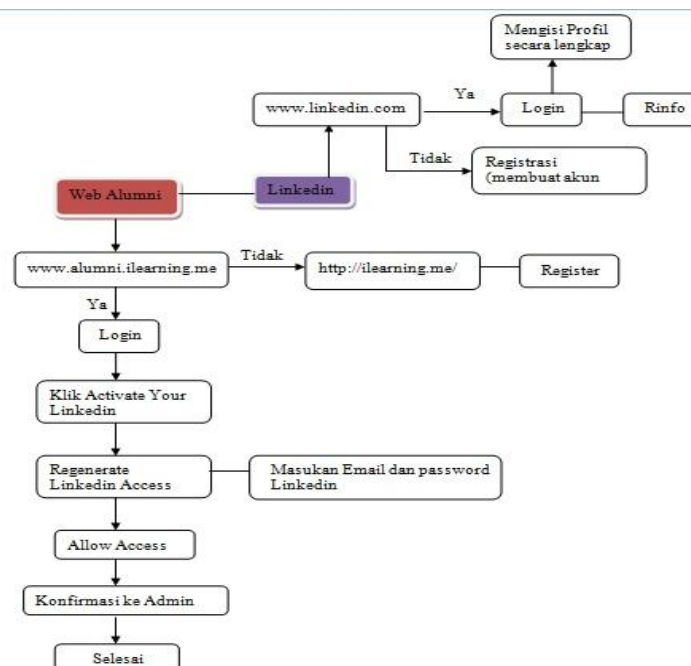 Mengisi Profil
secara lengkap
www.linkedin.com
Ya
Login
Rinfo
Tidak
Registrasi
(membuat akun
Web Alumni
Linkedin
www.alumni.ilearning.me
Tidak
http://ilearning.me/
Register
Ya
Login
Klik Activate Your
Linkedin
Regenerate
Linkedin Access
Masukan Email dan password
Linkedin
Allow Access
Konfirmasi ke Admin
Selesai